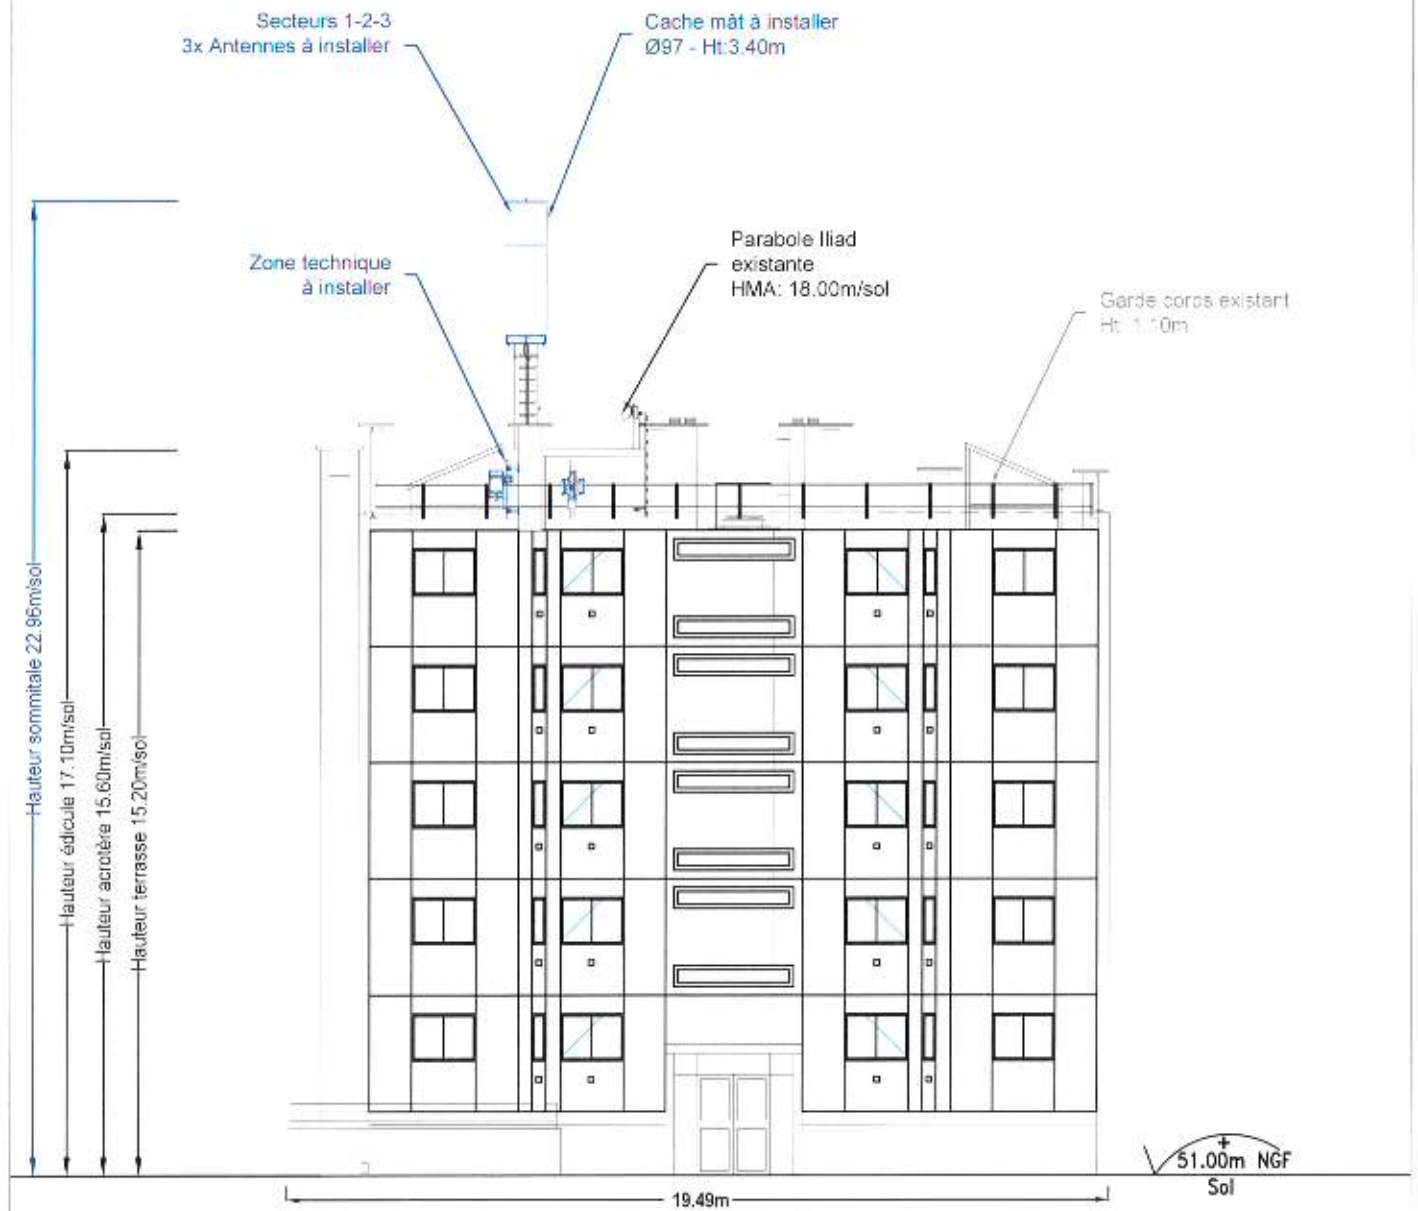 Secteurs 1-2-3
3x Antennes à installer
Cache mât à installer
Ø97 - Ht:3.40m
Zone technique
à installer
Parabole Iliad
existante
HMA: 18.00m/sol
Garde corps existant
Ht: 1.10m
Hauteur sommitale 22.96m/sol
Hauteur édicule 17.10m/sol
Hauteur acrotère 15.60m/sol
Hauteur terrasse 15.20m/sol
51.00m NGF
Sol
19.49m